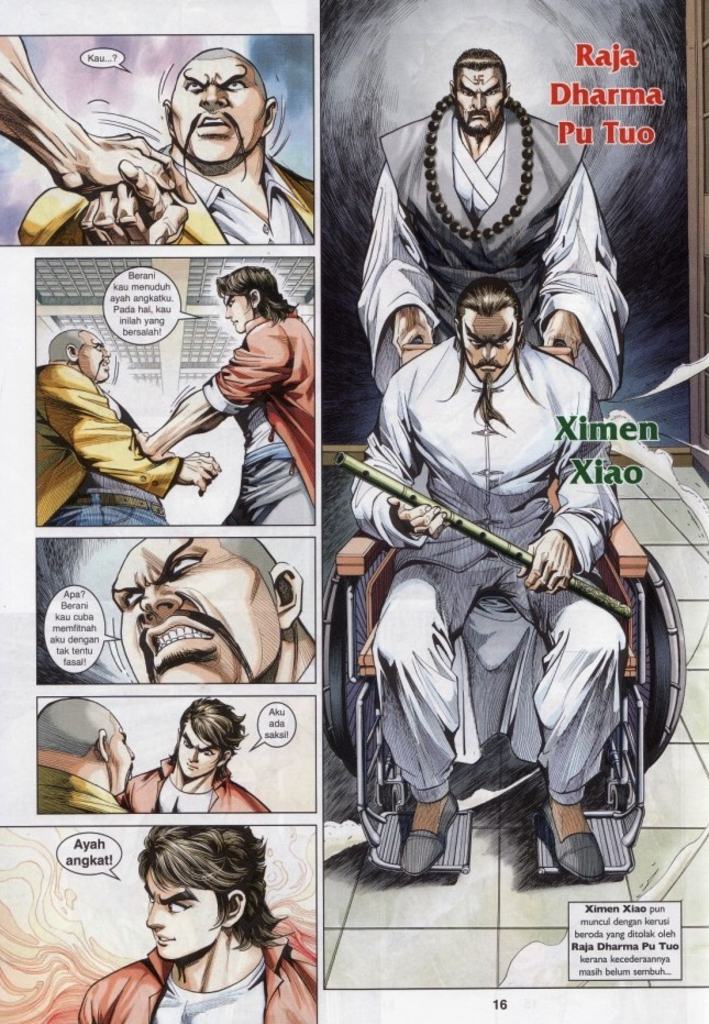 Kau...?
Berani
kau menuduh
ayah angkatku.
Pada hai, kau
inilah yang
bersalah!
Apa?
Berani
kau cuba
memfitnah
aku dengan
tak tentu
fasal!
Aku
ada
saksi!
Ayah
angkat!
Raja
Dharma
Pu Tuo
Ximen
Xiao
Ximen Xiao pun
muncul dengan kerusi
beroda yang ditolak oleh
Raja Dharma Pu Tuo
kerana kecederaannya
masih belum sembuh...
16